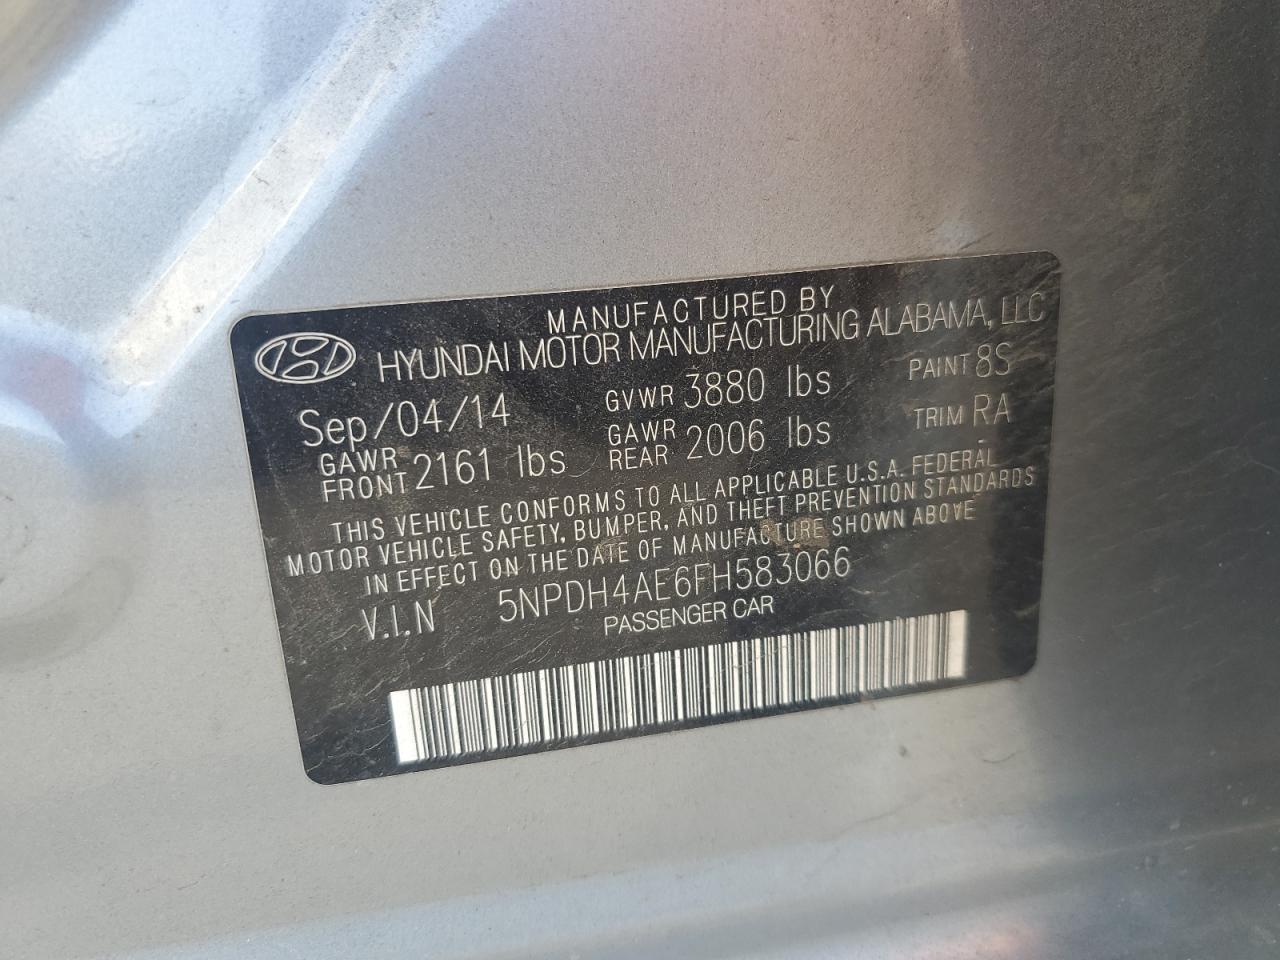 MANUFACTURED BY
HYUNDAI MOTOR MANUFACTURING ALABAMA, LLC
Sep/04/14 GVWR 3880 lbs PAINT 8S
GAWR FRONT 2161 lbs GAWR REAR 2006 lbs TRIM RA
THIS VEHICLE CONFORMS TO ALL APPLICABLE U.S.A. FEDERAL
MOTOR VEHICLE SAFETY, BUMPER, AND THEFT PREVENTION STANDARDS
IN EFFECT ON THE DATE OF MANUFACTURE SHOWN ABOVE
V.I.N 5NPDH4AE6FH583066
PASSENGER CAR